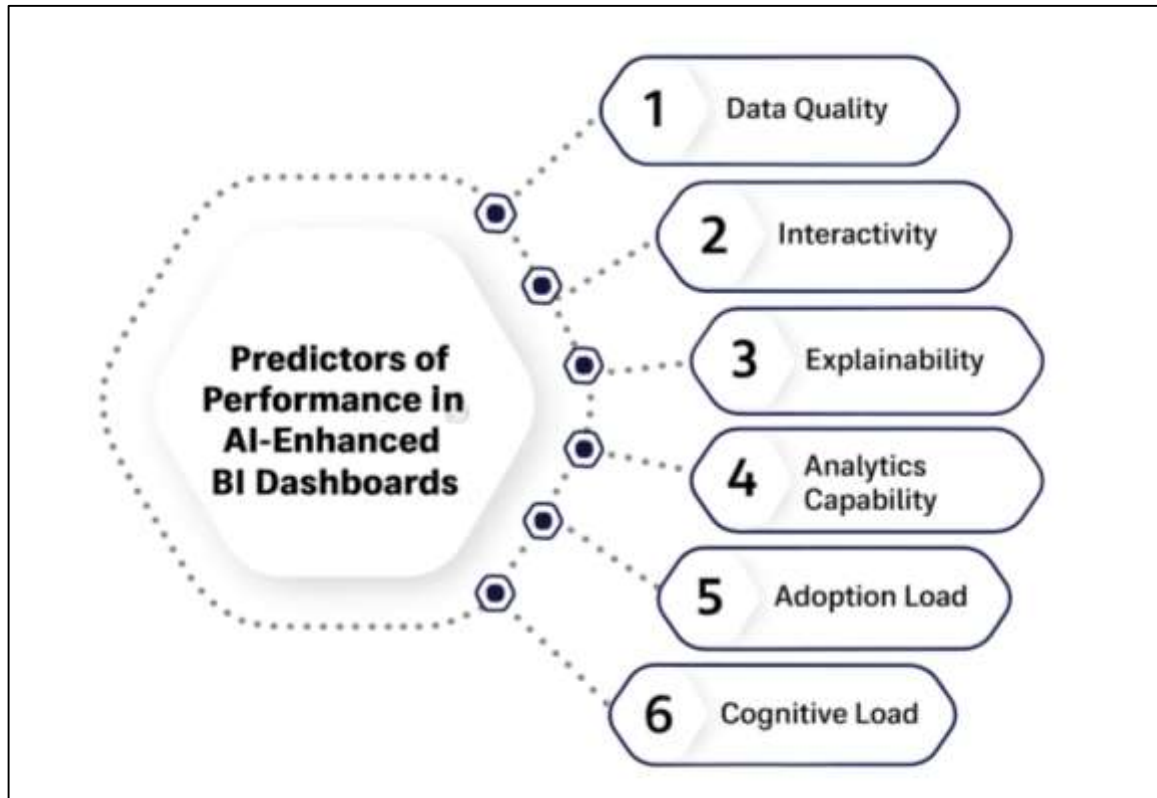 Predictors of
Performance in
AI-Enhanced
BI Dashboards
1 Data Quality
2 Interactivity
3 Explainability
4 Analytics
Capability
5 Adoption Load
6 Cognitive Load